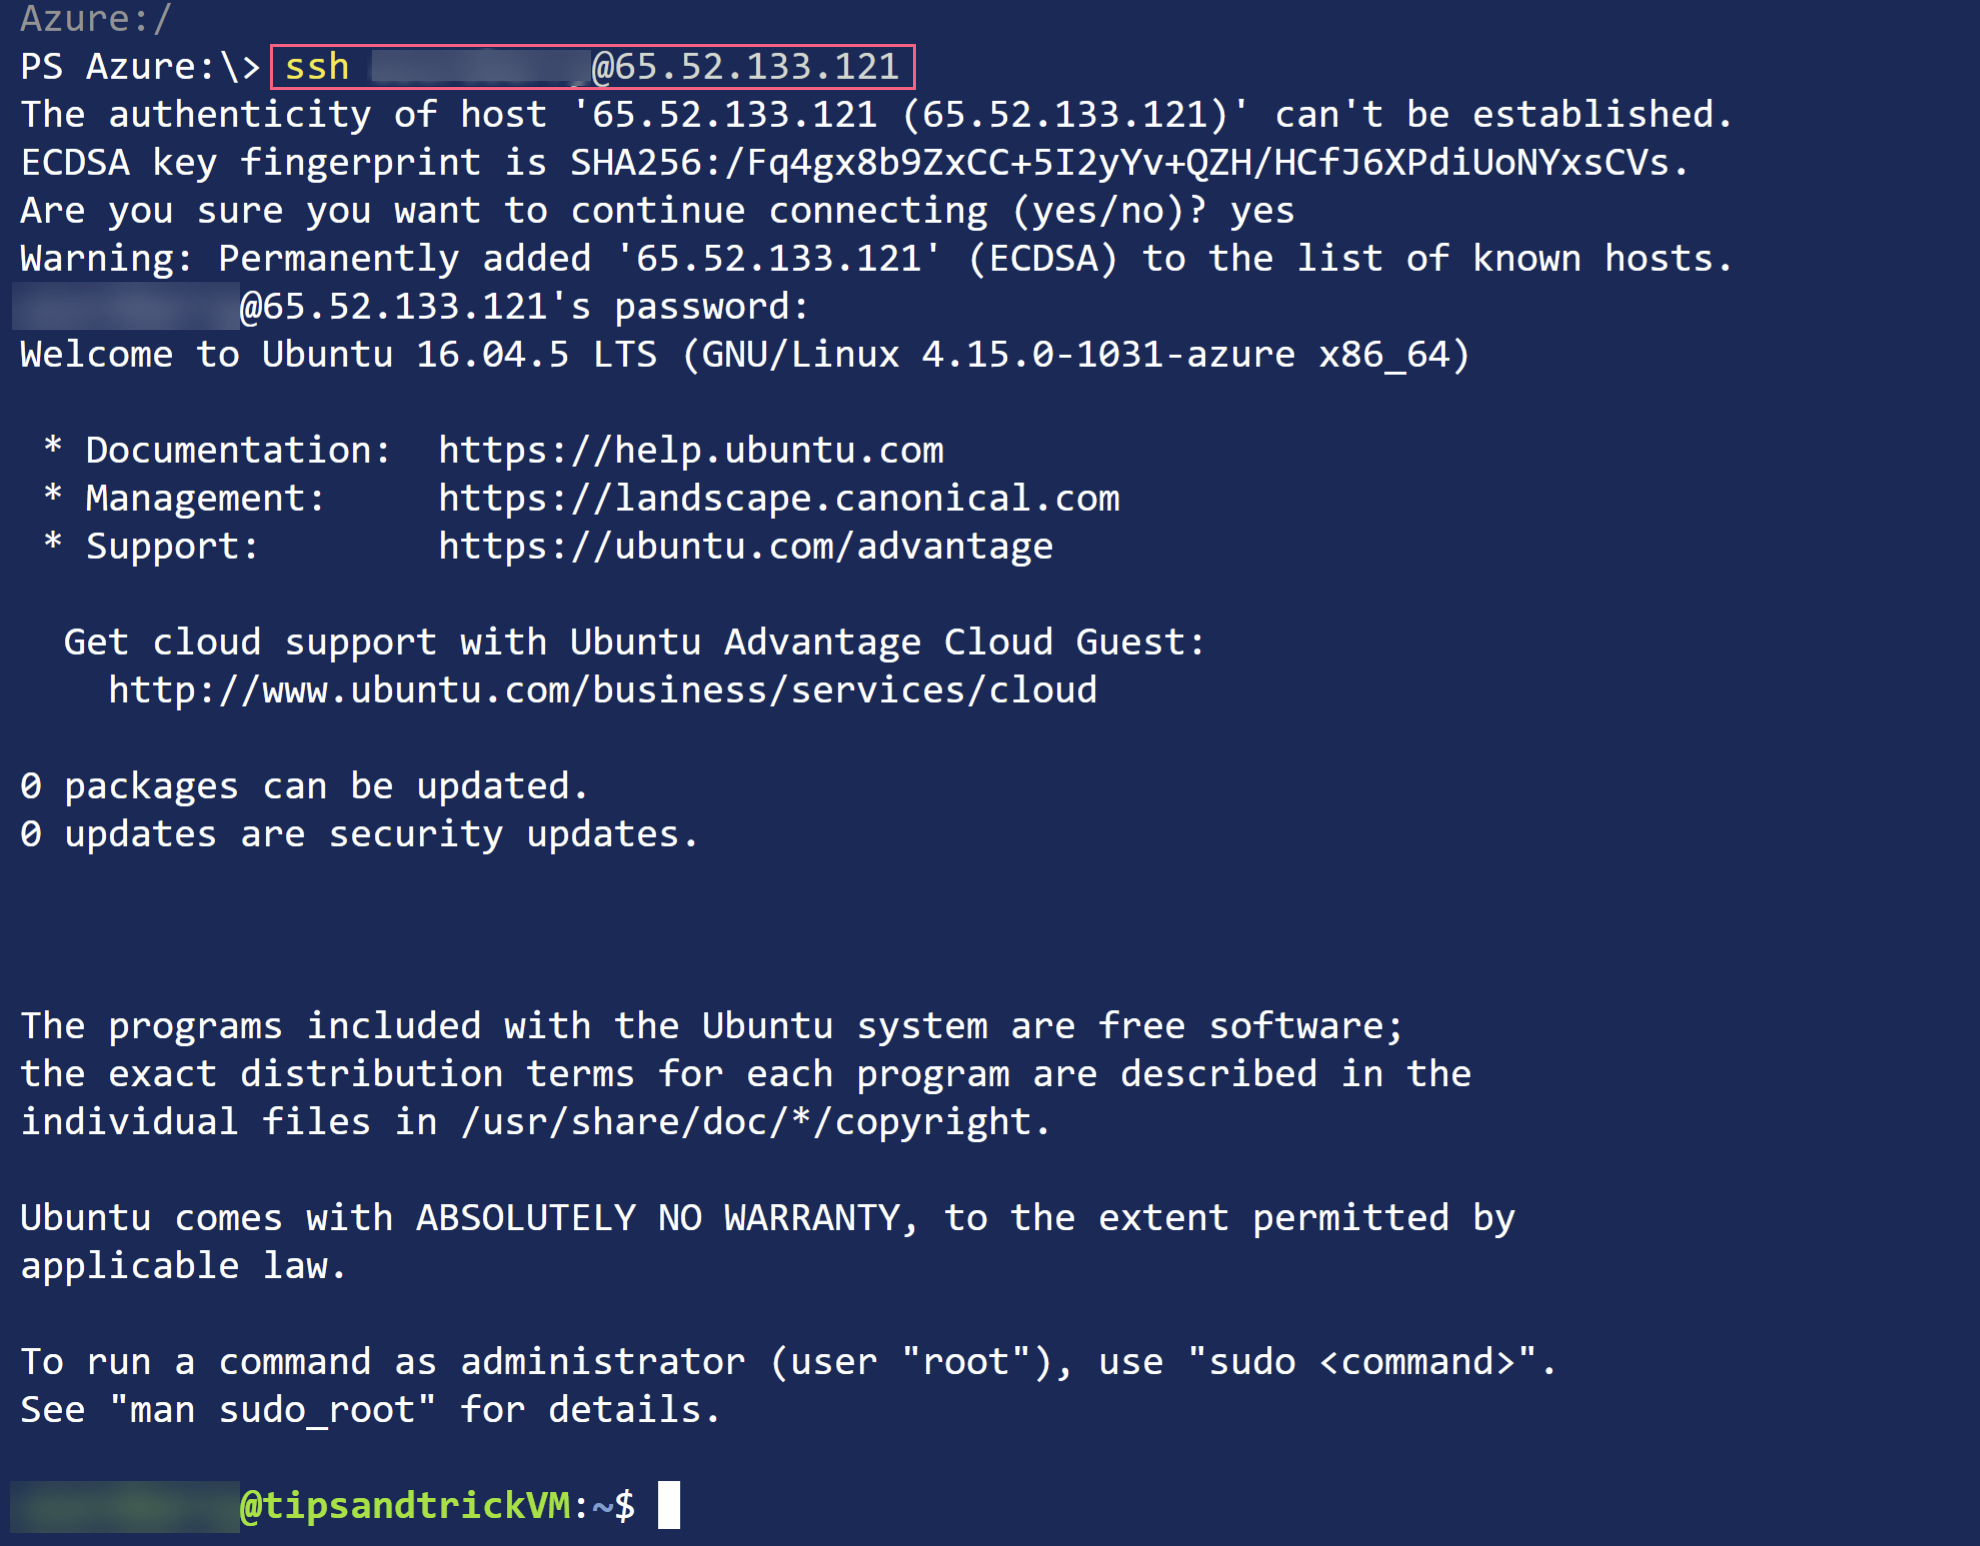 Azure:/
PS Azure:\> ssh @65.52.133.121
The authenticity of host '65.52.133.121 (65.52.133.121)' can't be established.
ECDSA key fingerprint is SHA256:/Fq4gx8b9ZxCC+5I2yYv+QZH/HCfJ6XPdiUoNYxsCVs.
Are you sure you want to continue connecting (yes/no)? yes
Warning: Permanently added '65.52.133.121' (ECDSA) to the list of known hosts.
@65.52.133.121's password:
Welcome to Ubuntu 16.04.5 LTS (GNU/Linux 4.15.0-1031-azure x86_64)
* Documentation:  https://help.ubuntu.com
* Management:     https://landscape.canonical.com
* Support:        https://ubuntu.com/advantage
Get cloud support with Ubuntu Advantage Cloud Guest:
http://www.ubuntu.com/business/services/cloud
0 packages can be updated.
0 updates are security updates.
The programs included with the Ubuntu system are free software;
the exact distribution terms for each program are described in the
individual files in /usr/share/doc/*/copyright.
Ubuntu comes with ABSOLUTELY NO WARRANTY, to the extent permitted by
applicable law.
To run a command as administrator (user "root"), use "sudo <command>".
See "man sudo_root" for details.
@tipsandtrickVM:~$